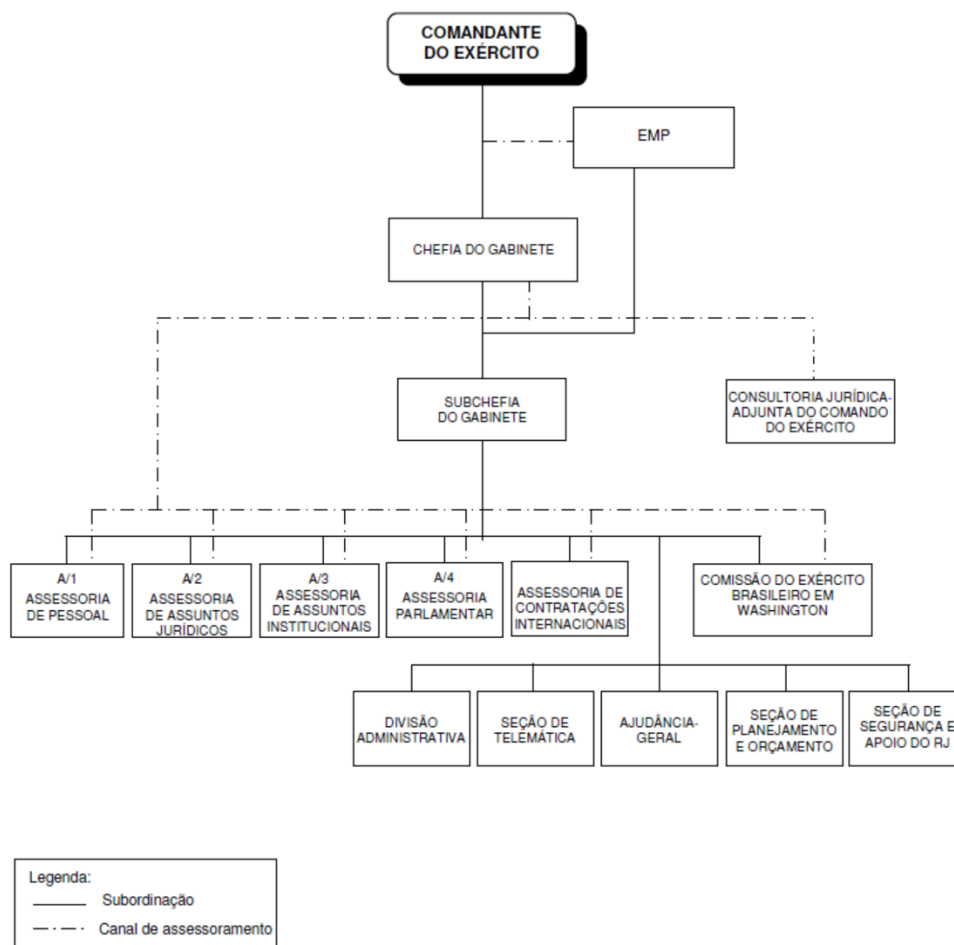 COMANDANTE
DO EXÉRCITO
EMP
CHEFIA DO GABINETE
SUBCHEFIA
DO GABINETE
CONSULTORIA JURÍDICA-
ADJUNTA DO COMANDO
DO EXÉRCITO
A/1
ASSESSORIA
DE PESSOAL
A/2
ASSESSORIA
DE ASSUNTOS
JURÍDICOS
A/3
ASSESSORIA
DE ASSUNTOS
INSTITUCIONAIS
A/4
ASSESSORIA
PARLAMENTAR
ASSESSORIA DE
CONTRATAÇÕES
INTERNACIONAIS
COMISSÃO DO EXÉRCITO
BRASILEIRO EM
WASHINGTON
DIVISÃO
ADMINISTRATIVA
SEÇÃO DE
TELEMÁTICA
AJUDÂNCIA-
GERAL
SEÇÃO DE
PLANEJAMENTO
E ORÇAMENTO
SEÇÃO DE
SEGURANÇA E
APOIO DO RJ
Legenda:
Subordinação
Canal de assessoramento